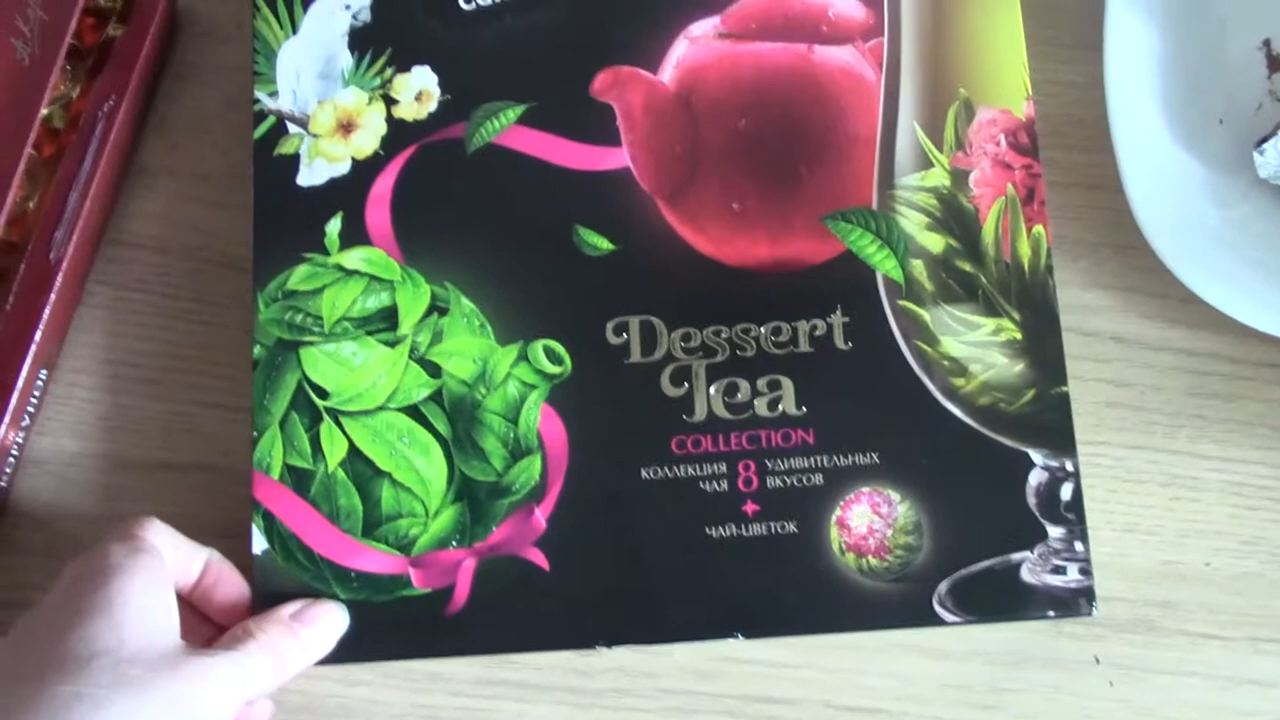 Dessert
Tea
COLLECTION
КОЛЛЕКЦИЯ 8 УДИВИТЕЛЬНЫХ
ЧАЯ ВКУСОВ
+
ЧАЙ-ЦВЕТОК